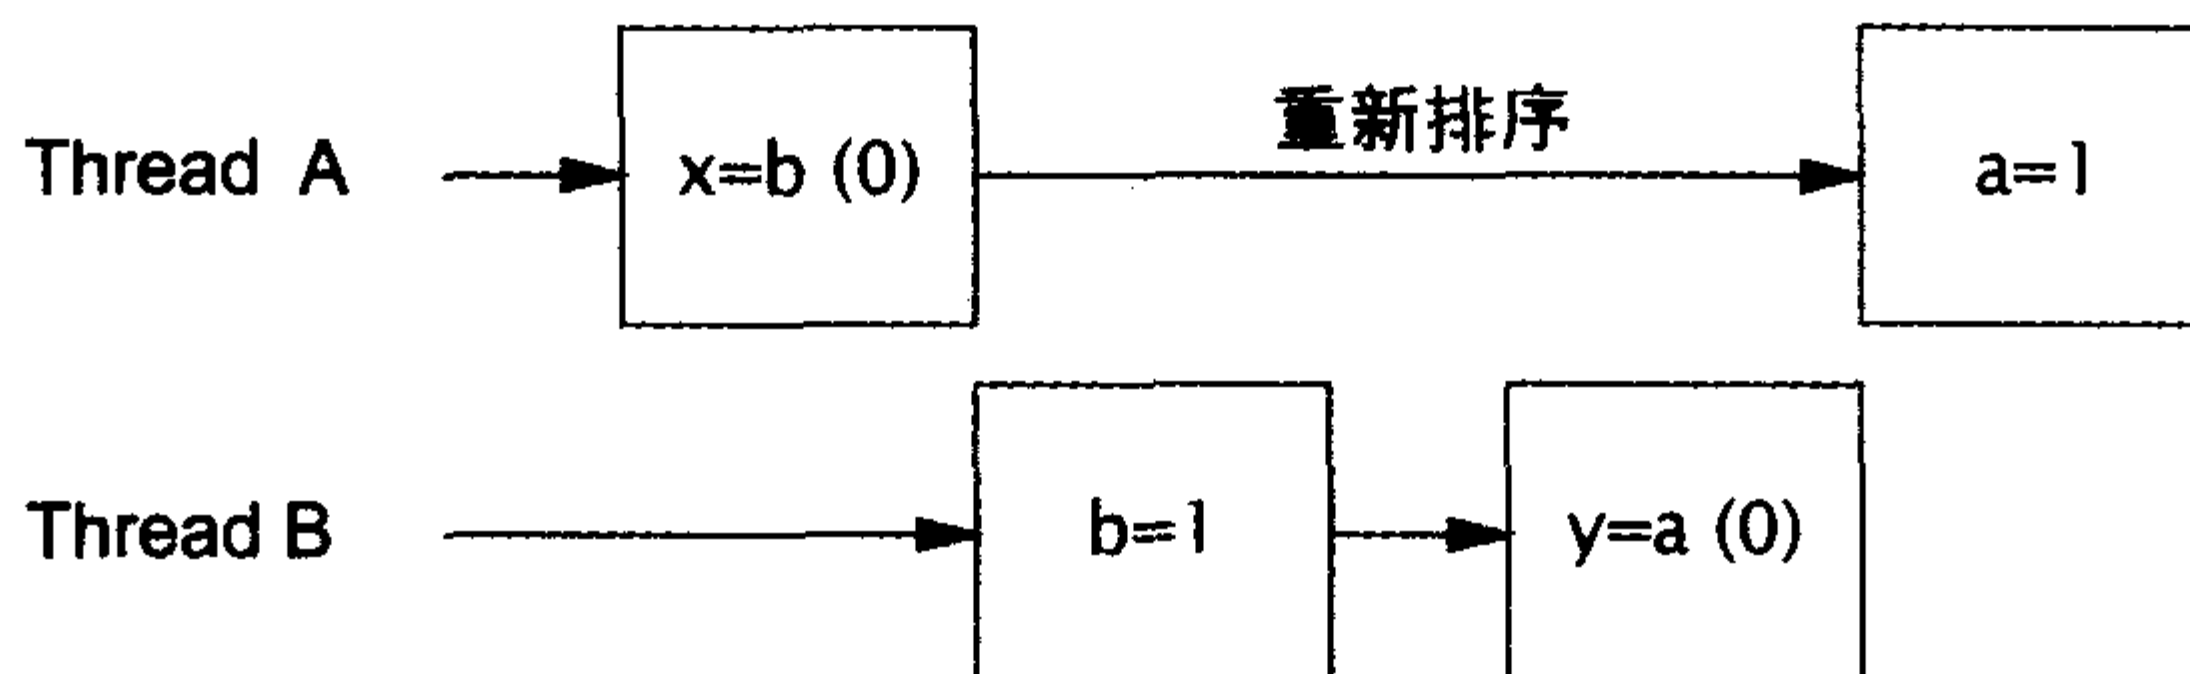 重新排序
Thread A x=b (0) a=1
Thread B b=1 y=a (0)